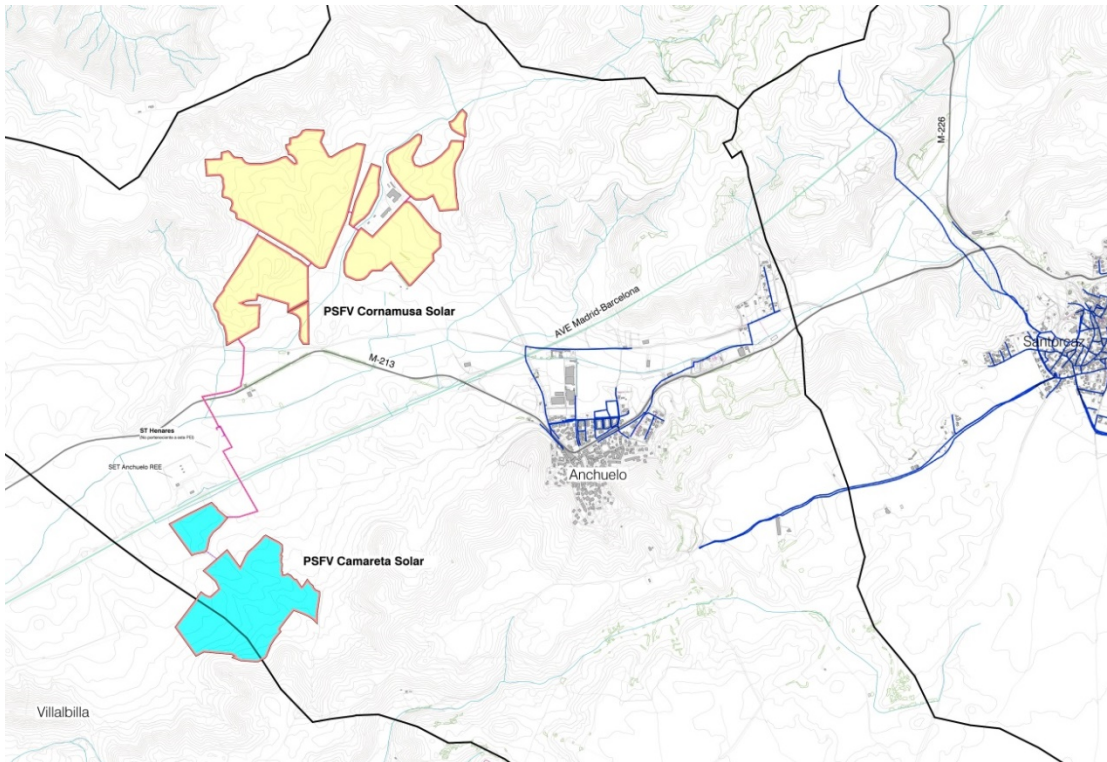 M-226
AVE Madrid-Barcelona
PSFV Cornamusa Solar
M-213
Santorcaz
ST Henares
SET Anchuelo REE
Anchuelo
PSFV Camareta Solar
Villalbilla